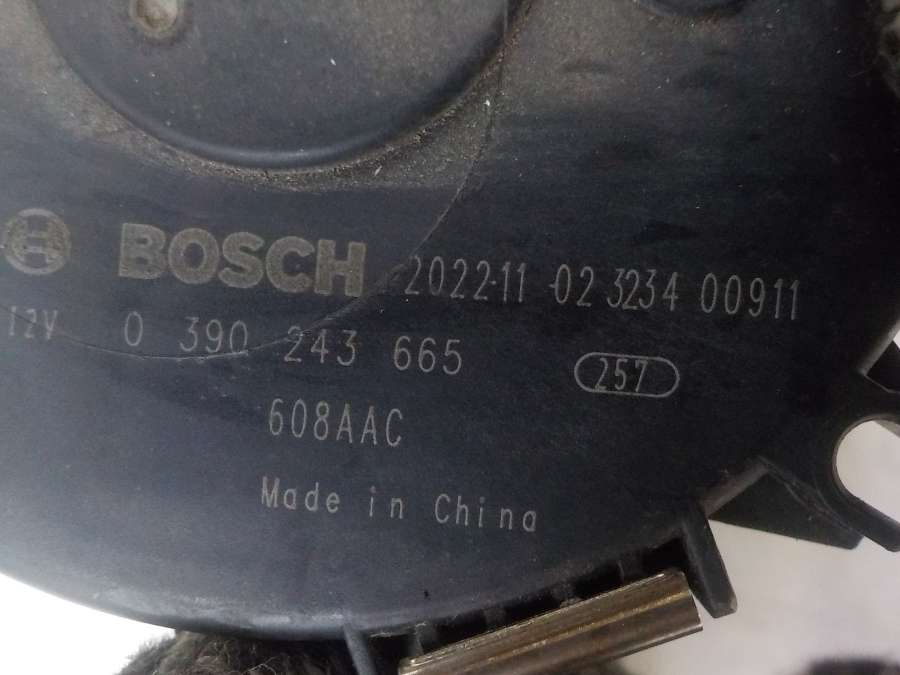 BOSCH 2022-11-02 3234 00911
12V 0 390 243 665 257
608AAC
Made in China